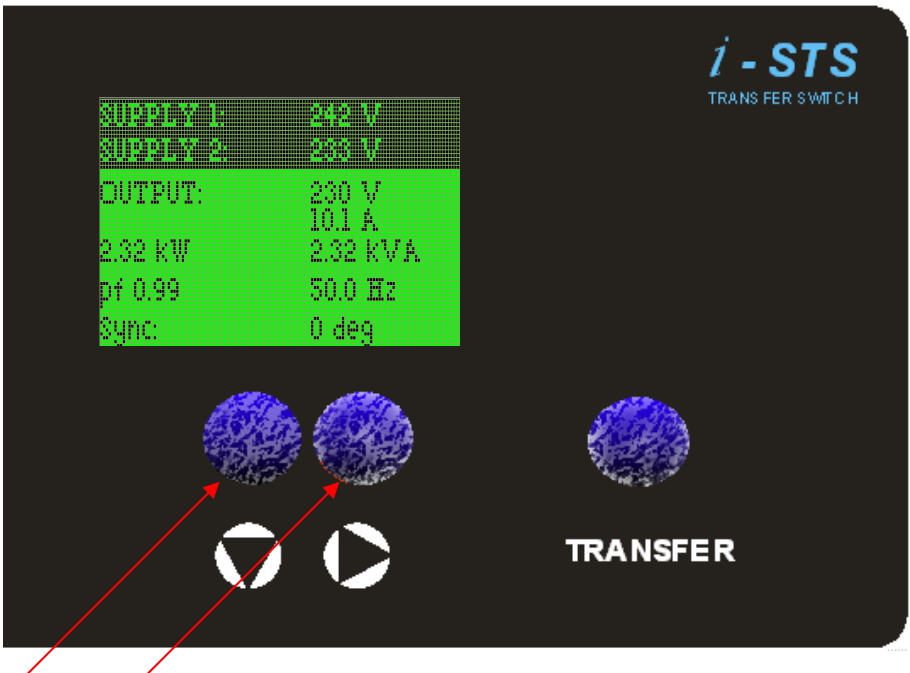 i - STS
TRANSFER SWITCH
SUPPLY 1: 242 V
SUPPLY 2: 233 V
OUTPUT: 230 V
10.1 A
2.32 kW 2.32 kVA
pf 0.99 50.0 Hz
Sync: 0 deg
TRANSFER